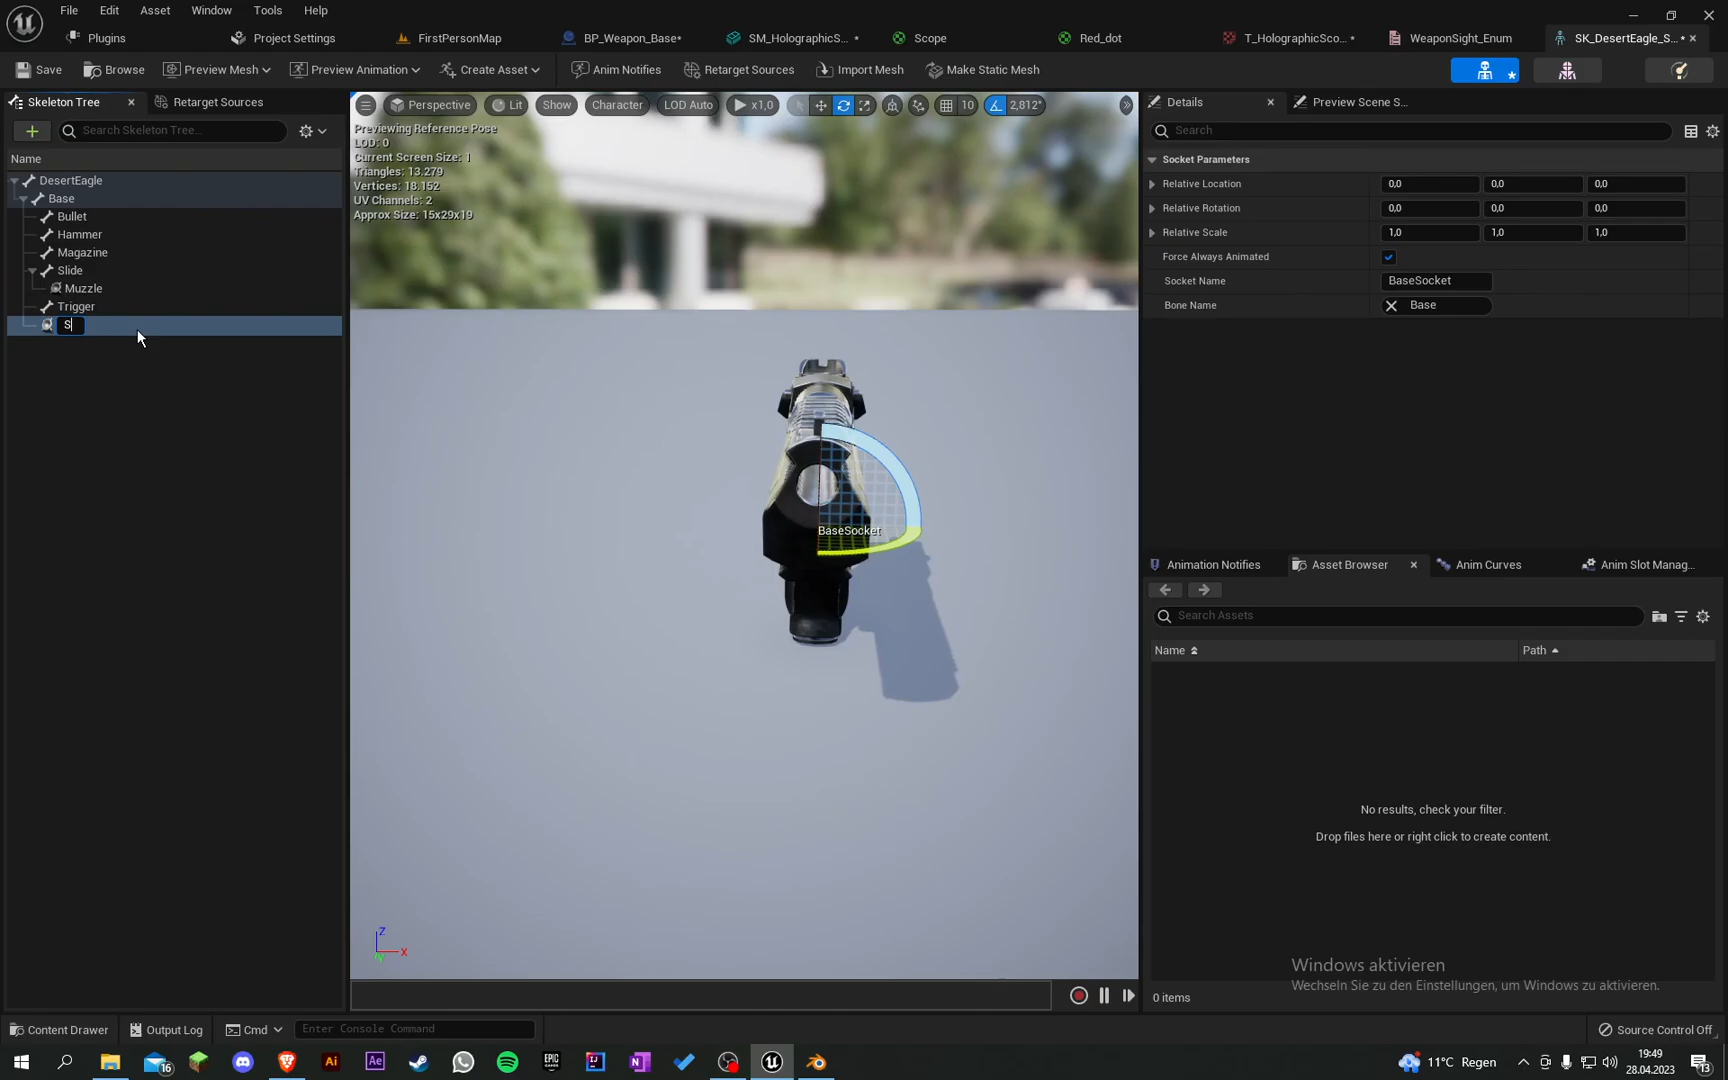 File Edit Asset Window Tools Help
Plugins Project Settings FirstPersonMap BP_Weapon_Base* SM_HolographicS... * Scope Red_dot T_HolographicSco... * WeaponSight_Enum SK_DesertEagle_S... *
Save Browse Preview Mesh Preview Animation Create Asset Anim Notifies Retarget Sources Import Mesh Make Static Mesh
Skeleton Tree Retarget Sources
Search Skeleton Tree...
Name
DesertEagle
Base
Bullet
Hammer
Magazine
Slide
Muzzle
Trigger
S
Perspective Lit Show Character LOD Auto x1,0 10 2,812°
Previewing Reference Pose
LOD: 0
Current Screen Size: 1
Triangles: 13.279
Vertices: 18.152
UV Channels: 2
Approx Size: 15x29x19
BaseSocket
Z
X
Y
Details Preview Scene S...
Search
Socket Parameters
Relative Location 0,0 0,0 0,0
Relative Rotation 0,0 0,0 0,0
Relative Scale 1,0 1,0 1,0
Force Always Animated
Socket Name BaseSocket
Bone Name Base
Animation Notifies Asset Browser Anim Curves Anim Slot Manag...
Search Assets
Name Path
No results, check your filter.
Drop files here or right click to create content.
Windows aktivieren
Wechseln Sie zu den Einstellungen, um Windows zu aktivieren.
0 items
Content Drawer Output Log Cmd Enter Console Command Source Control Off
16 Ai Ae EPIC GAMES IJ N 11°C Regen 19:49
28.04.2023 13